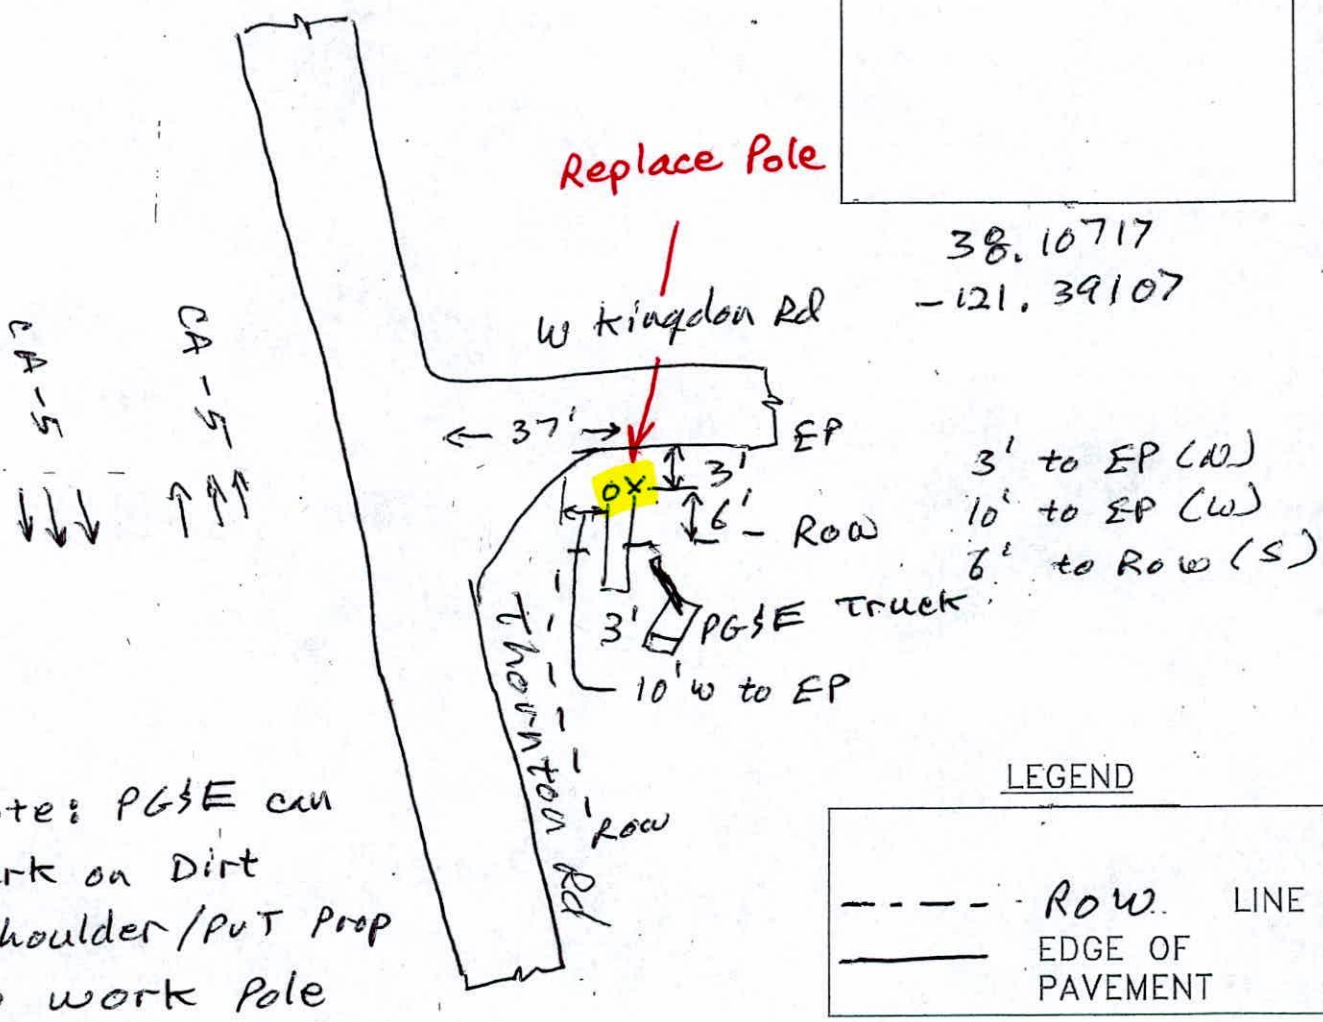 Replace Pole
38.10717
-121.39107
W Kingdon Rd
CA-5
CA-5
37'
EP
3'
3' to EP (N)
OX
10' to EP (W)
6' - Row
6' to Row (S)
PG&E Truck
3'
10' W to EP
Thornton Rd
Row
PG&E can
on Dirt
/PVT Prop
work Pole
LEGEND
Row LINE
EDGE OF
PAVEMENT